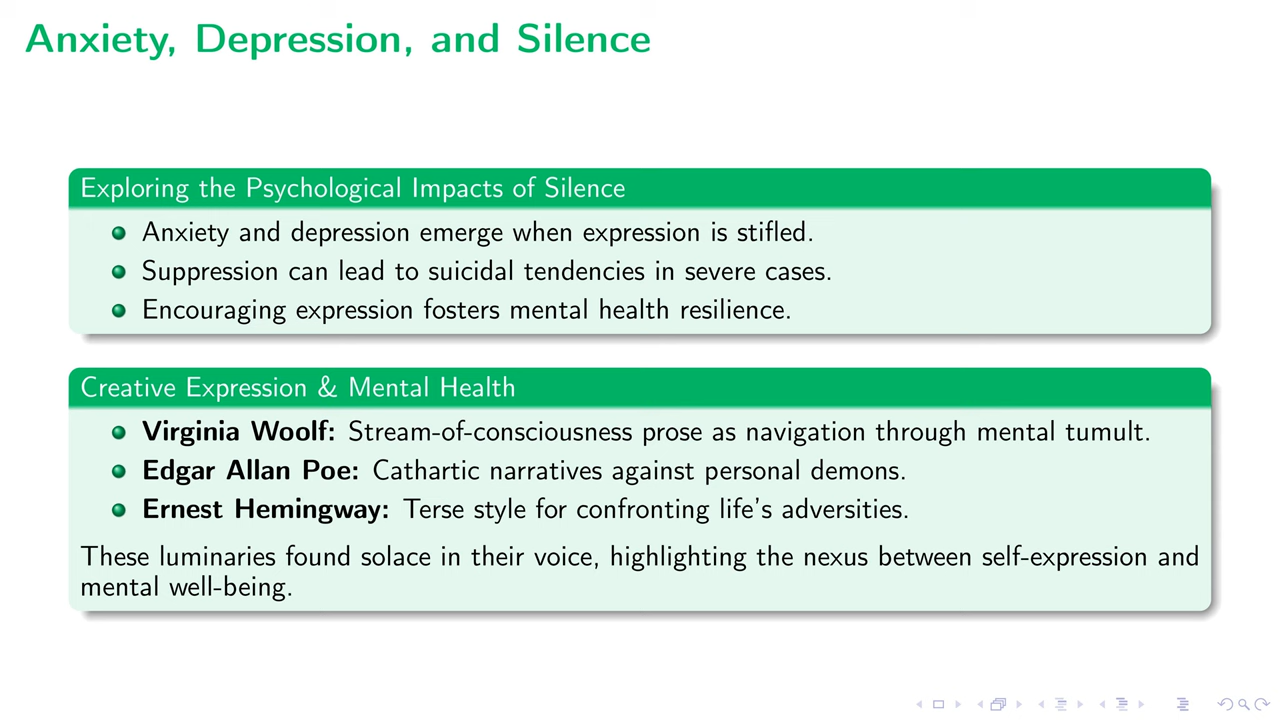 Anxiety, Depression, and Silence
Exploring the Psychological Impacts of Silence
Anxiety and depression emerge when expression is stifled.
Suppression can lead to suicidal tendencies in severe cases.
Encouraging expression fosters mental health resilience.
Creative Expression & Mental Health
Virginia Woolf: Stream-of-consciousness prose as navigation through mental tumult.
Edgar Allan Poe: Cathartic narratives against personal demons.
Ernest Hemingway: Terse style for confronting life's adversities.
These luminaries found solace in their voice, highlighting the nexus between self-expression and
mental well-being.